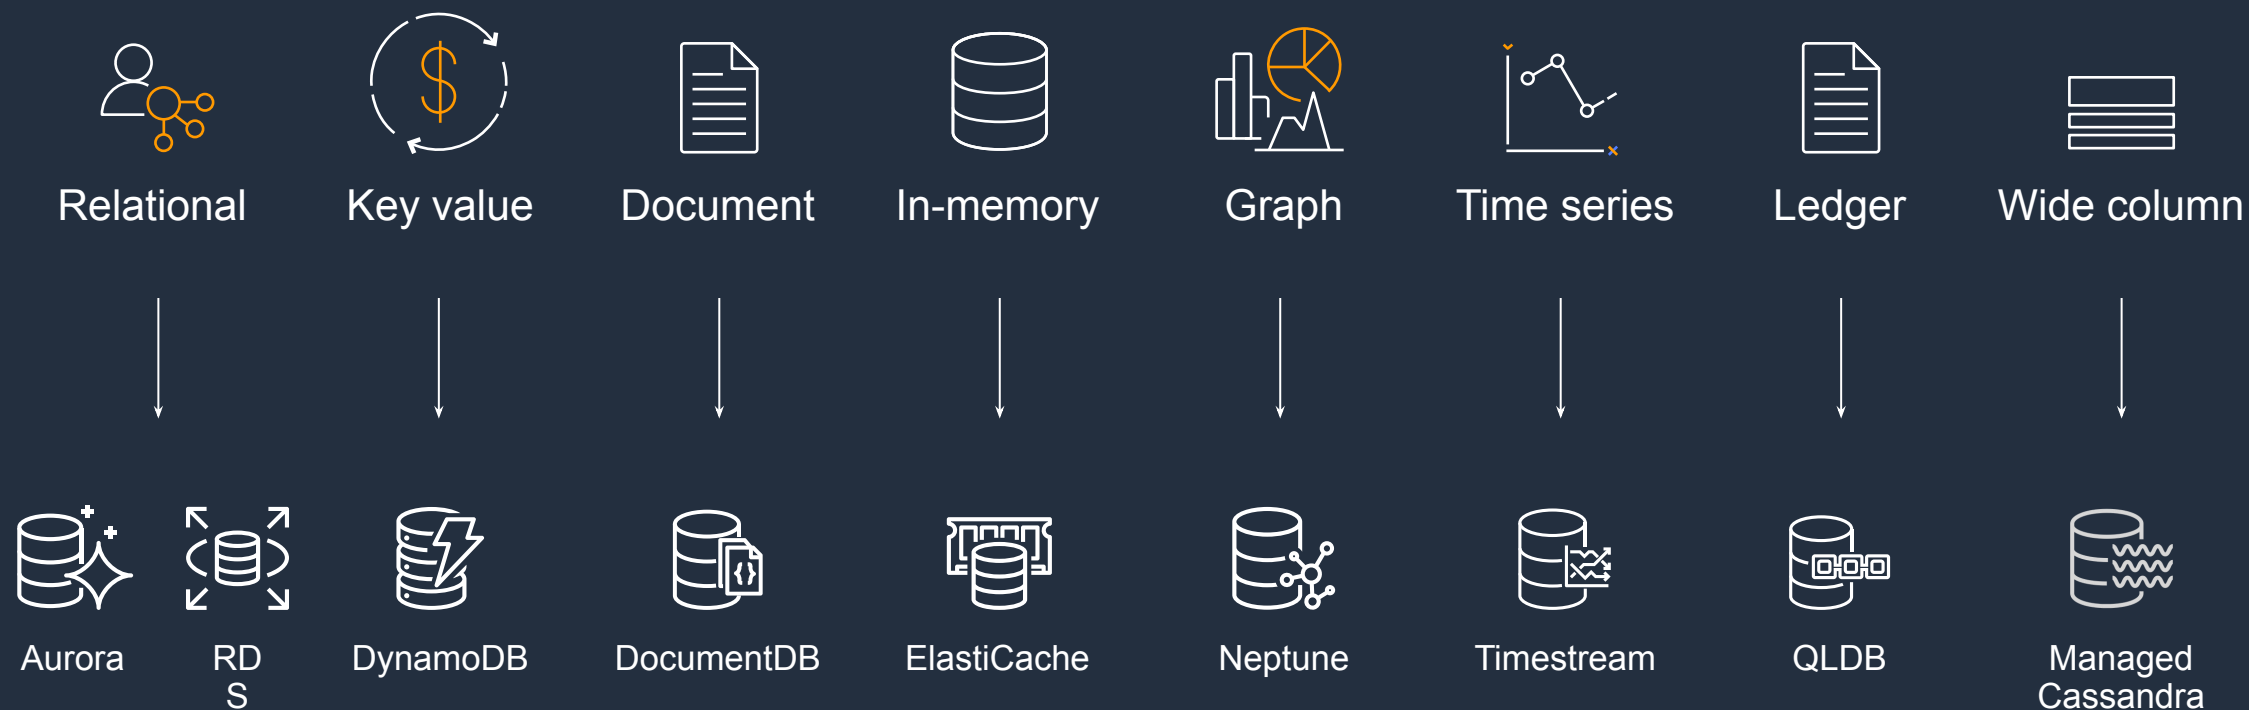 Relational
Key value
Document
In-memory
Graph
Time series
Ledger
Wide column
Aurora
RD
S
DynamoDB
DocumentDB
ElastiCache
Neptune
Timestream
QLDB
Managed
Cassandra